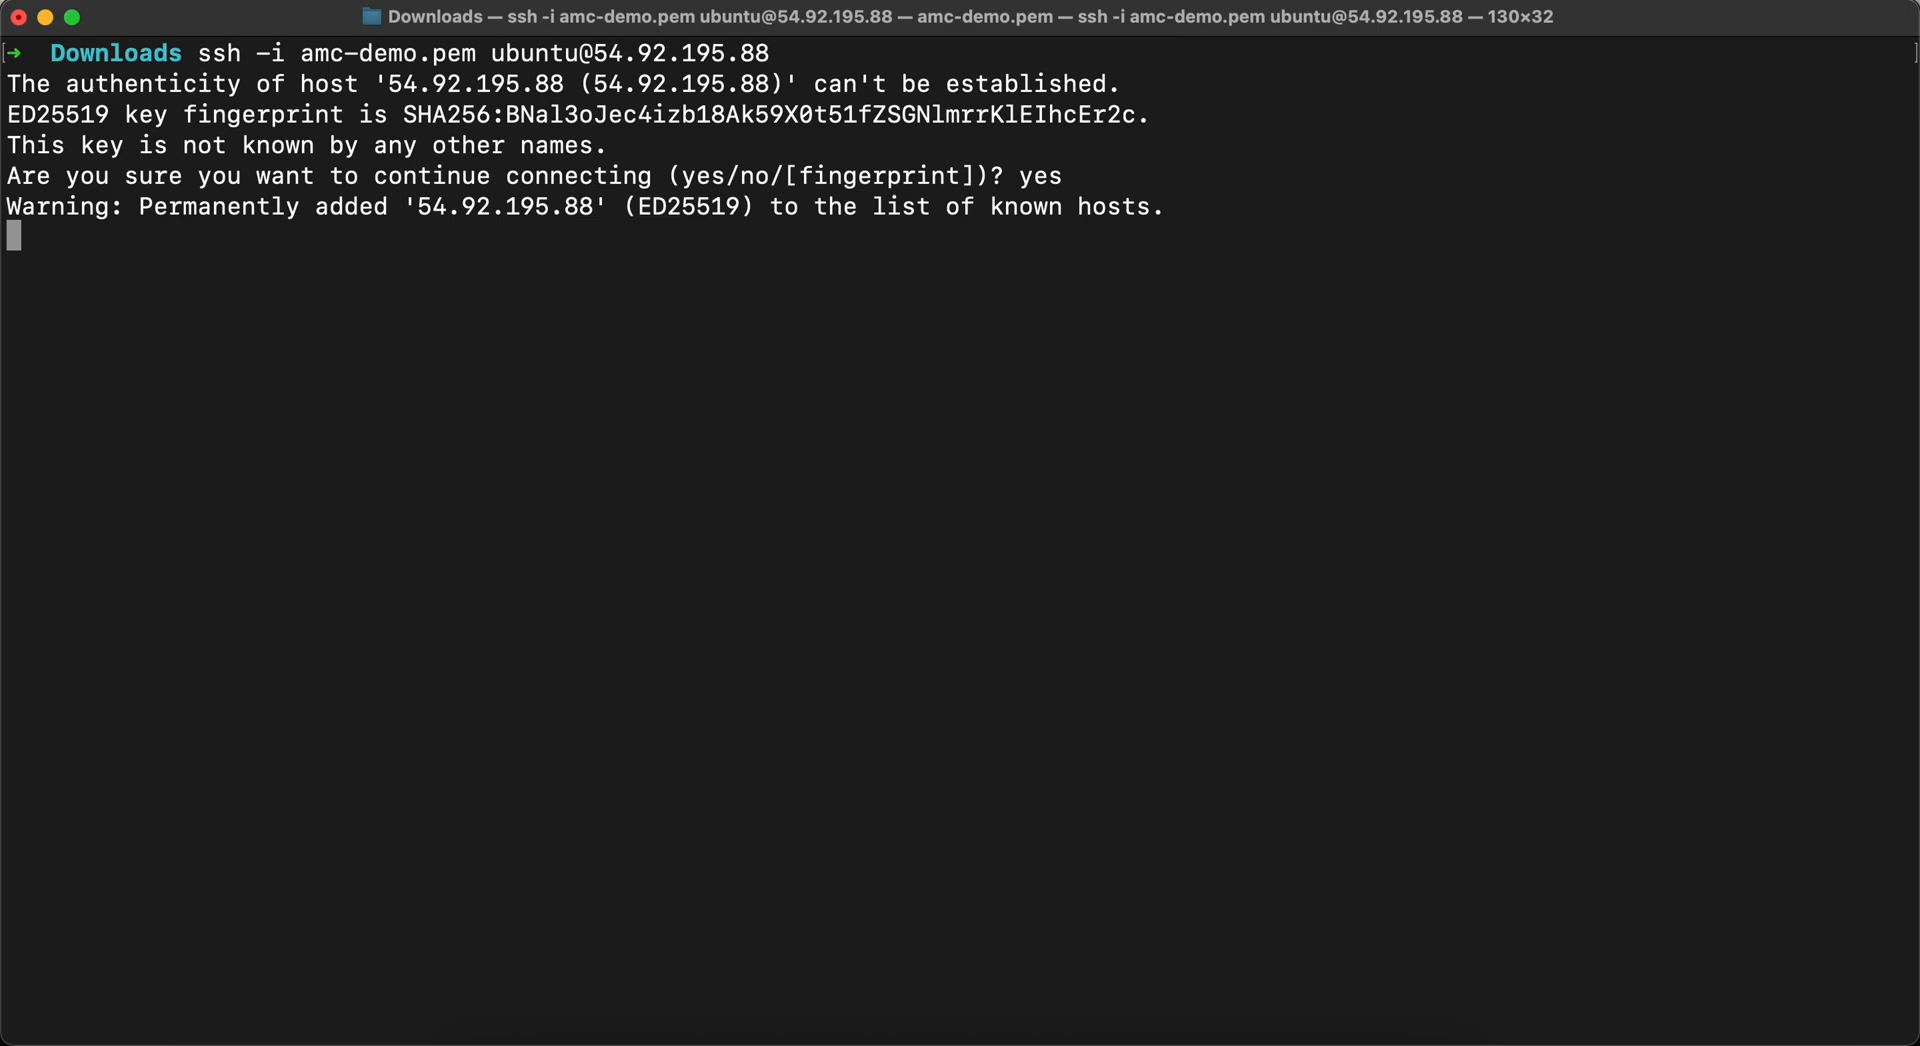 Downloads — ssh -i amc-demo.pem ubuntu@54.92.195.88 — amc-demo.pem — ssh -i amc-demo.pem ubuntu@54.92.195.88 — 130×32
[➜  Downloads ssh -i amc-demo.pem ubuntu@54.92.195.88 ]
The authenticity of host '54.92.195.88 (54.92.195.88)' can't be established.
ED25519 key fingerprint is SHA256:BNal3oJec4izb18Ak59X0t51fZSGNlmrrKlEIhcEr2c.
This key is not known by any other names.
Are you sure you want to continue connecting (yes/no/[fingerprint])? yes
Warning: Permanently added '54.92.195.88' (ED25519) to the list of known hosts.